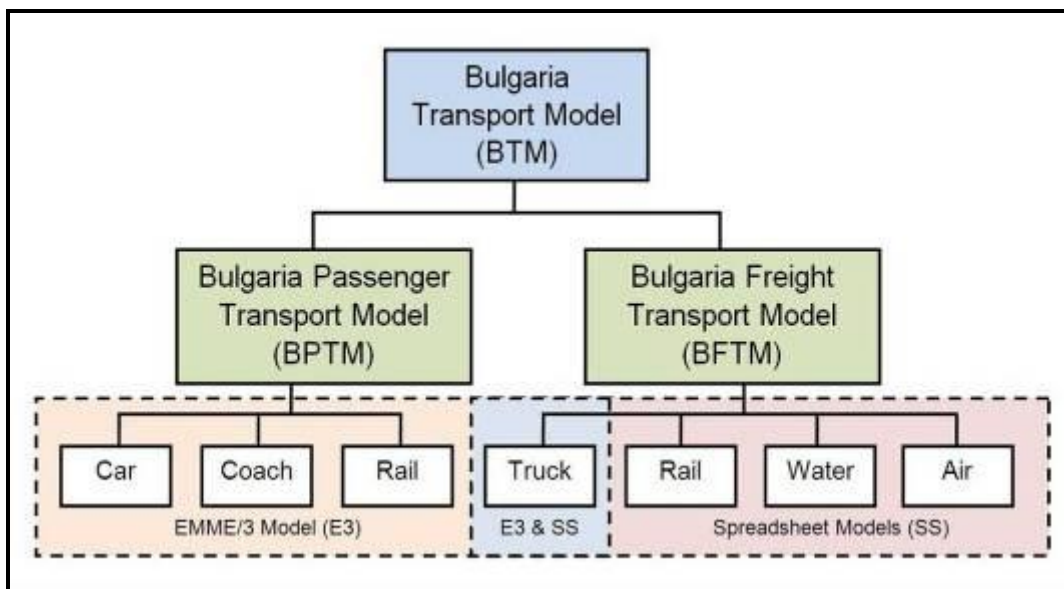 Bulgaria
Transport Model
(BTM)
Bulgaria Passenger
Transport Model
(BPTM)
Bulgaria Freight
Transport Model
(BFTM)
Car
Coach
Rail
Truck
Rail
Water
Air
EMME/3 Model (E3)
E3 & SS
Spreadsheet Models (SS)